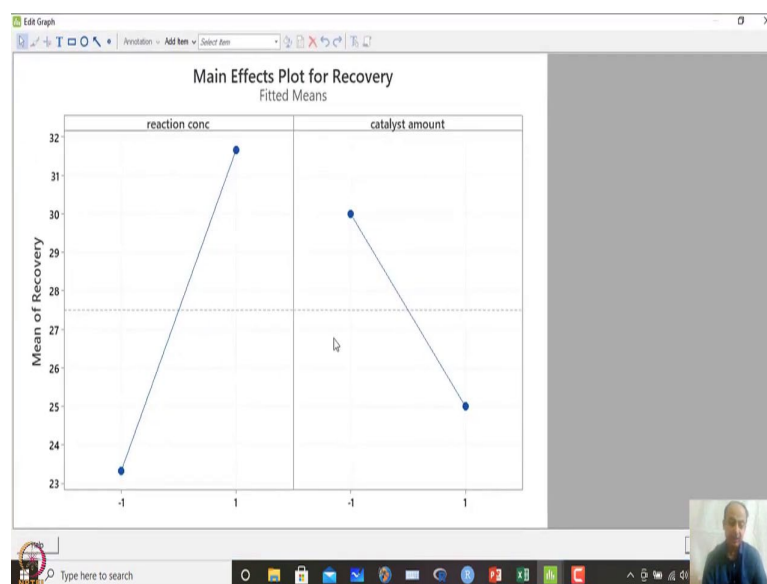 Edit Graph
Annotation Add Item Select Item
Main Effects Plot for Recovery
Fitted Means
reaction conc catalyst amount
Mean of Recovery
32
31
30
29
28
27
26
25
24
23
-1 1 -1 1
Help
Type here to search